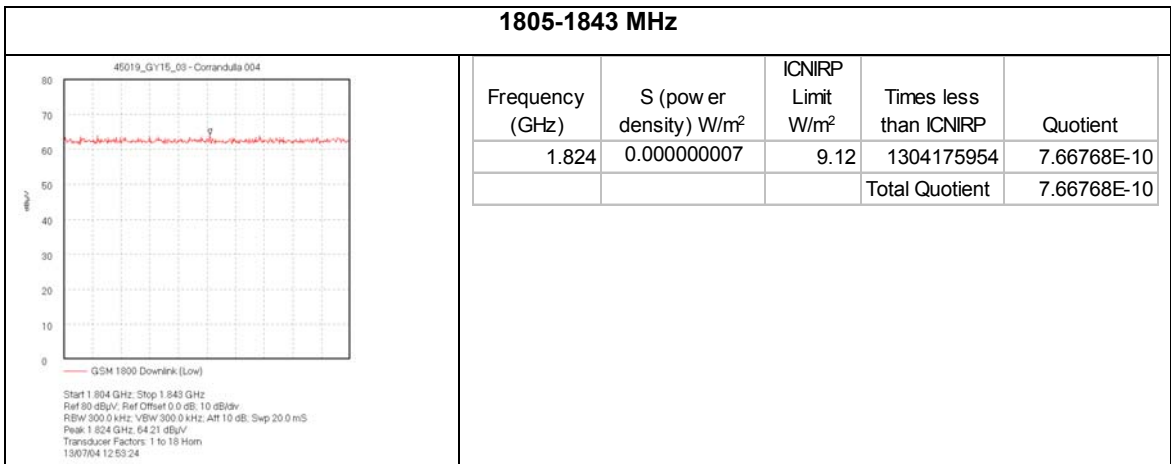 1805-1843 MHz
45019_GY15_03 - Corrandulla 004
80
70
60
50
40
30
20
10
0
dBµV
GSM 1800 Downlink (Low)
Start 1.804 GHz; Stop 1.843 GHz
Ref 80 dBµV; Ref Offset 0.0 dB; 10 dB/div
RBW 300.0 kHz; VBW 300.0 kHz; Att 10 dB; Swp 20.0 mS
Peak 1.824 GHz, 64.21 dBµV
Transducer Factors: 1 to 18 Horn
13/07/04 12:53:24
Frequency (GHz) S (pow er density) W/m² ICNIRP Limit W/m² Times less than ICNIRP Quotient
1.824 0.000000007 9.12 1304175954 7.66768E-10
Total Quotient 7.66768E-10